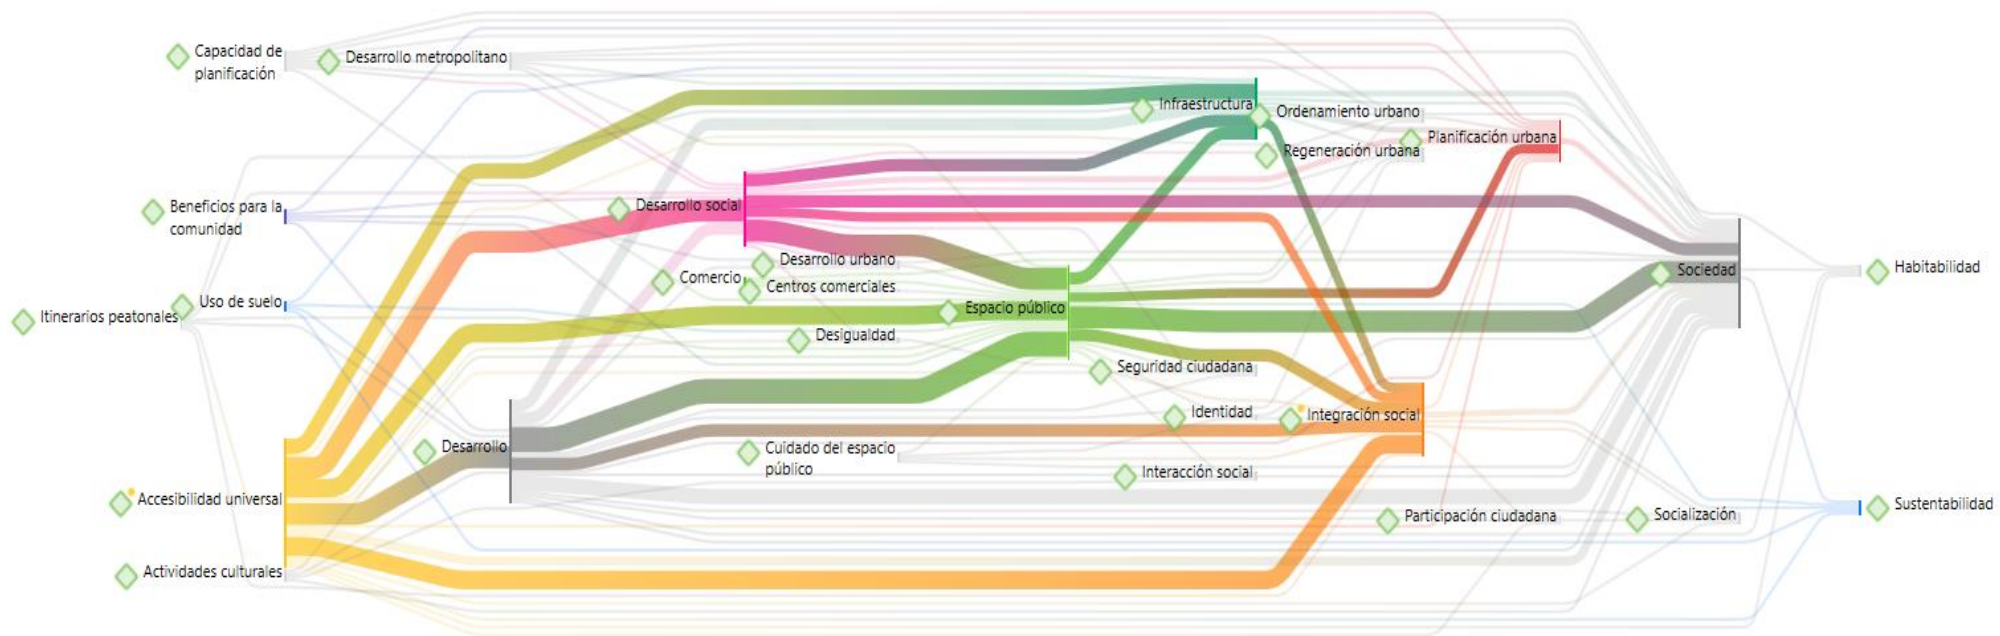 Capacidad de
planificación
Desarrollo metropolitano
Infraestructura
Ordenamiento urbano
Planificación urbana
Regeneración urbana
Beneficios para la
comunidad
Desarrollo social
Desarrollo urbano
Comercio
Centros comerciales
Sociedad
Habitabilidad
Uso de suelo
Itinerarios peatonales
Espacio público
Desigualdad
Seguridad ciudadana
Identidad
Integración social
Desarrollo
Cuidado del espacio
público
Interacción social
Accesibilidad universal
Participación ciudadana
Socialización
Sustentabilidad
Actividades culturales